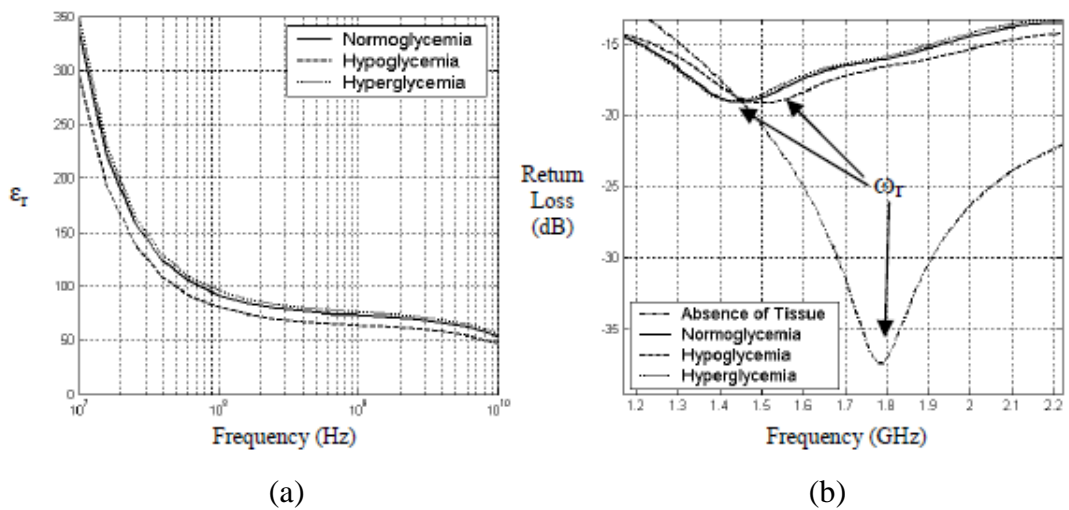 εr
350
300
250
200
150
100
50
0
Normoglycemia
Hypoglycemia
Hyperglycemia
10^7
10^8
10^9
10^10
Frequency (Hz)
(a)
Return
Loss
(dB)
-15
-20
-25
-30
-35
ωr
Absence of Tissue
Normoglycemia
Hypoglycemia
Hyperglycemia
1.2 1.3 1.4 1.5 1.6 1.7 1.8 1.9 2 2.1 2.2
Frequency (GHz)
(b)